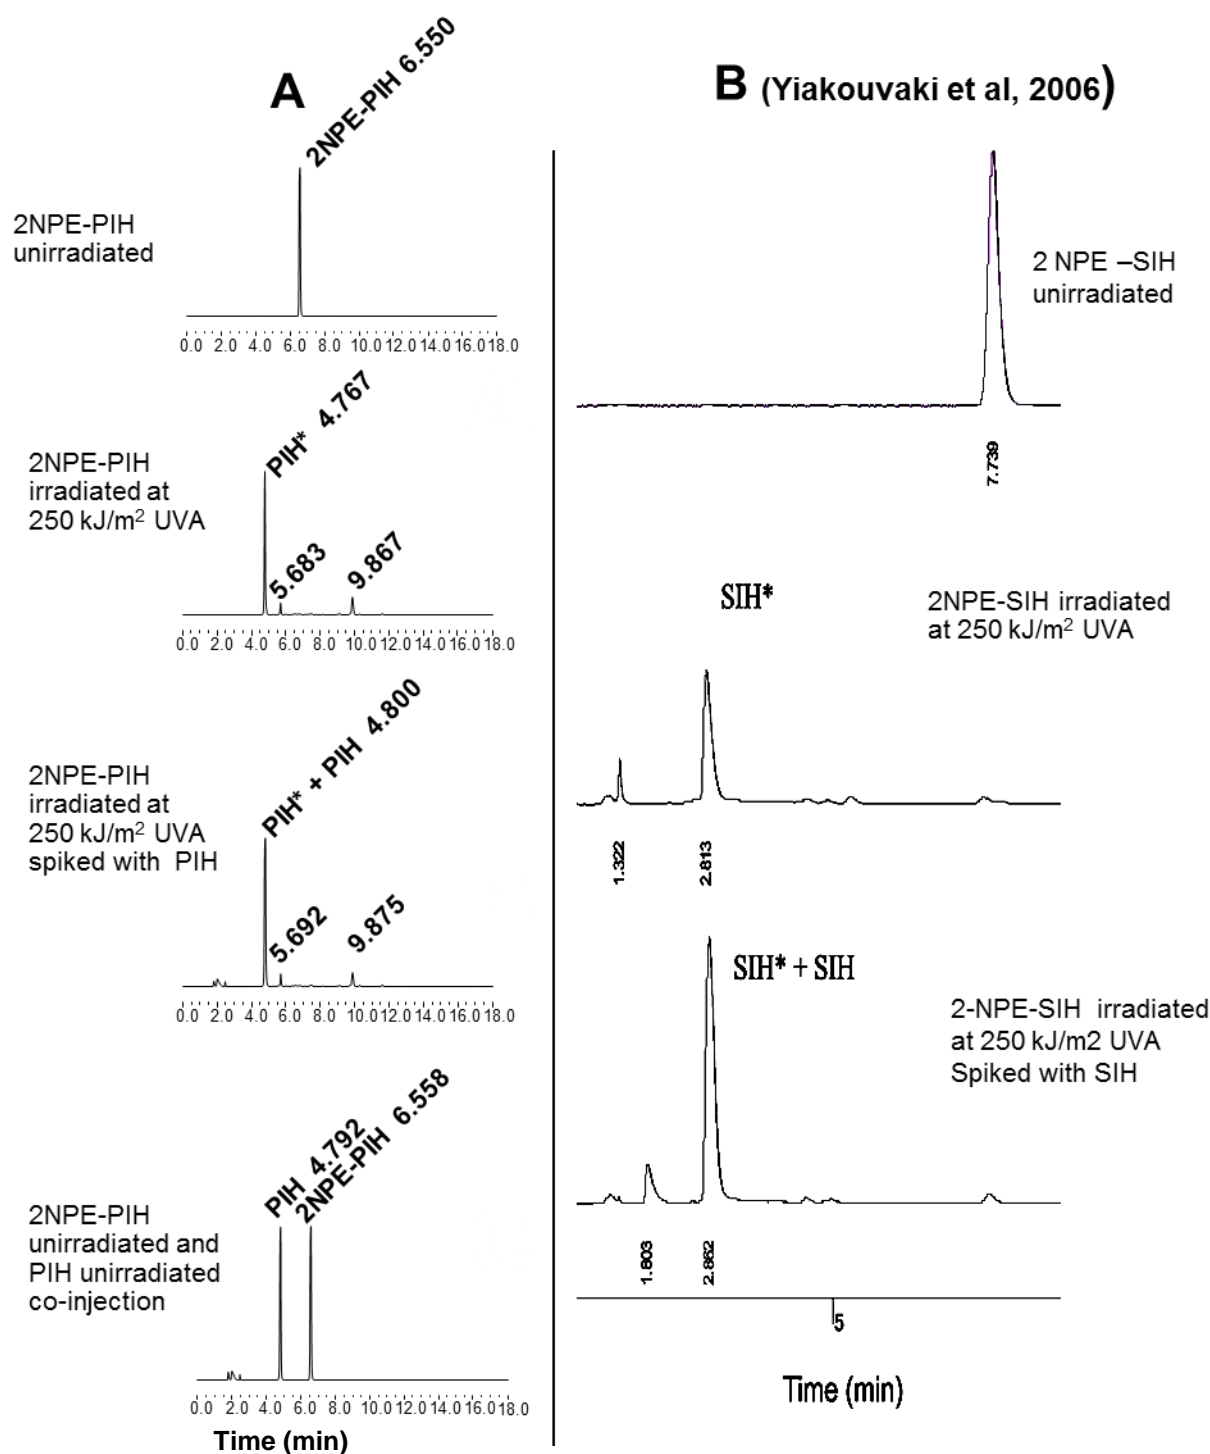 A
2NPE-PIH 6.550
2NPE-PIH
unirradiated
0.0 2.0 4.0 6.0 8.0 10.0 12.0 14.0 16.0 18.0
PIH* 4.767
5.683
9.867
2NPE-PIH
irradiated at
250 kJ/m² UVA
0.0 2.0 4.0 6.0 8.0 10.0 12.0 14.0 16.0 18.0
PIH* + PIH 4.800
5.692
9.875
2NPE-PIH
irradiated at
250 kJ/m² UVA
spiked with PIH
0.0 2.0 4.0 6.0 8.0 10.0 12.0 14.0 16.0 18.0
PIH 4.792
2NPE-PIH 6.558
2NPE-PIH
unirradiated and
PIH unirradiated
co-injection
0.0 2.0 4.0 6.0 8.0 10.0 12.0 14.0 16.0 18.0
Time (min)
B (Yiakouvaki et al, 2006)
2 NPE –SIH
unirradiated
7.739
SIH*
2NPE-SIH irradiated
at 250 kJ/m² UVA
1.322
2.813
SIH* + SIH
2-NPE-SIH irradiated
at 250 kJ/m2 UVA
Spiked with SIH
1.803
2.862
5
Time (min)